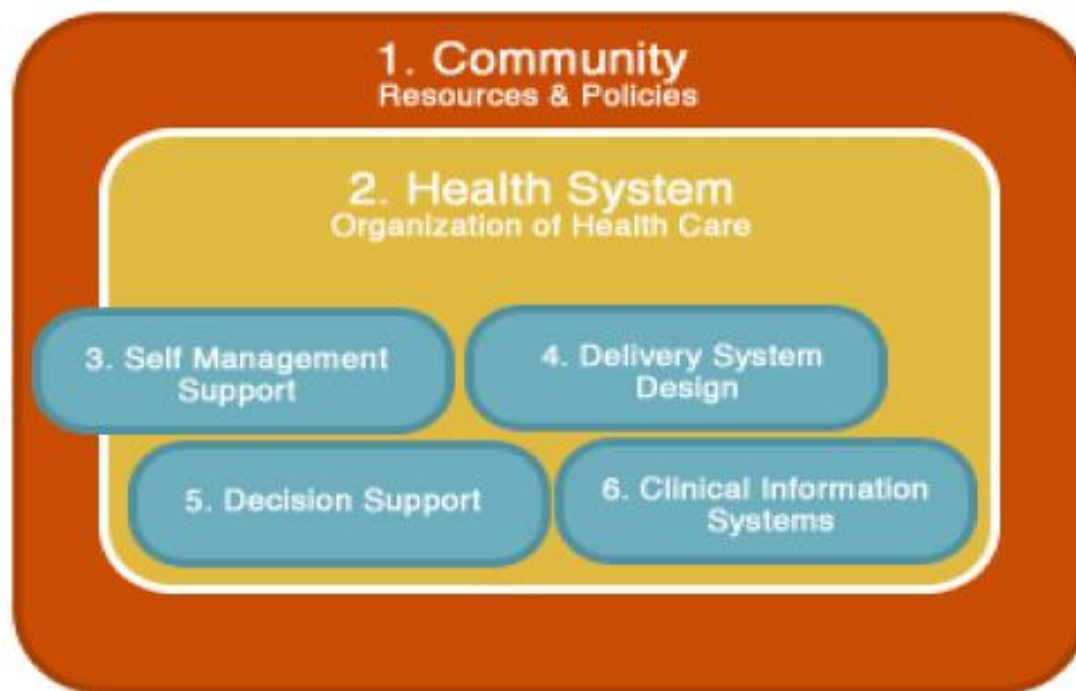 1. Community
Resources & Policies
2. Health System
Organization of Health Care
3. Self Management
Support
4. Delivery System
Design
5. Decision Support
6. Clinical Information
Systems